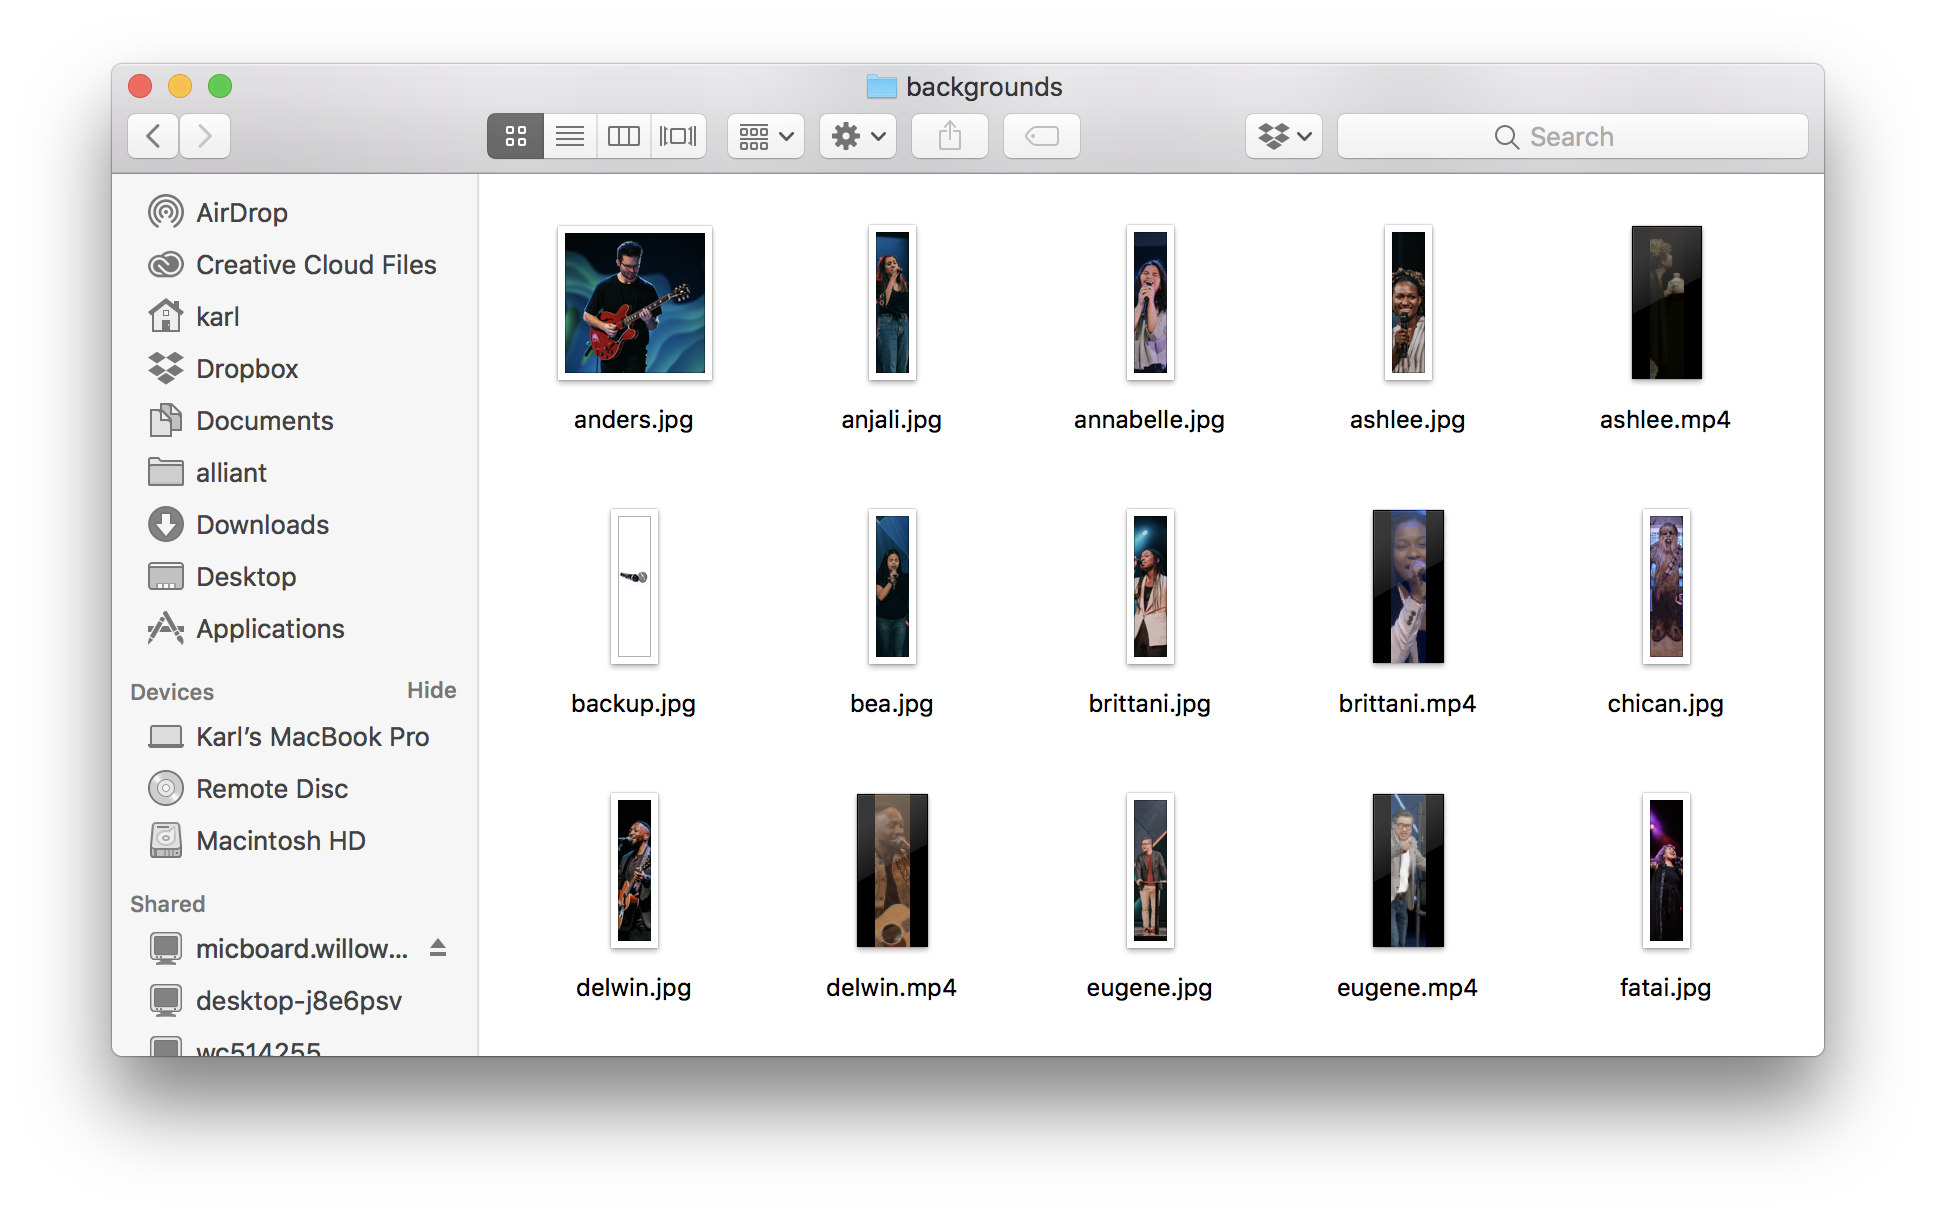 backgrounds
Search
AirDrop
Creative Cloud Files
karl
Dropbox
Documents
alliant
Downloads
Desktop
Applications
Devices Hide
Karl’s MacBook Pro
Remote Disc
Macintosh HD
Shared
micboard.willow...
desktop-j8e6psv
wc514255
anders.jpg anjali.jpg annabelle.jpg ashlee.jpg ashlee.mp4
backup.jpg bea.jpg brittani.jpg brittani.mp4 chican.jpg
delwin.jpg delwin.mp4 eugene.jpg eugene.mp4 fatai.jpg